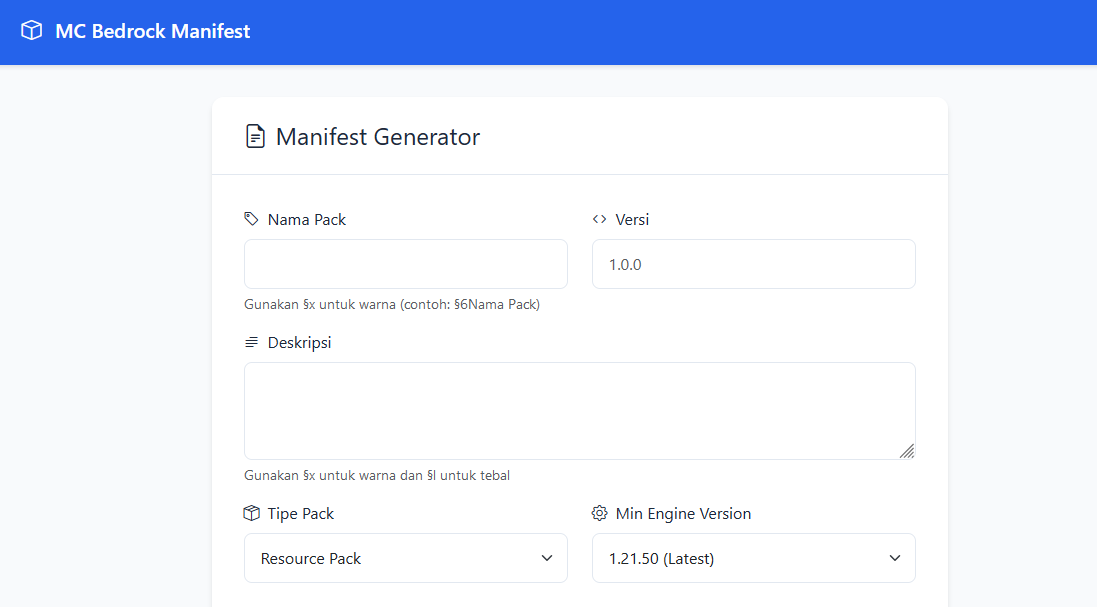 MC Bedrock Manifest
Manifest Generator
Nama Pack
Versi
1.0.0
Gunakan §x untuk warna (contoh: §6Nama Pack)
Deskripsi
Gunakan §x untuk warna dan §l untuk tebal
Tipe Pack
Min Engine Version
Resource Pack
1.21.50 (Latest)